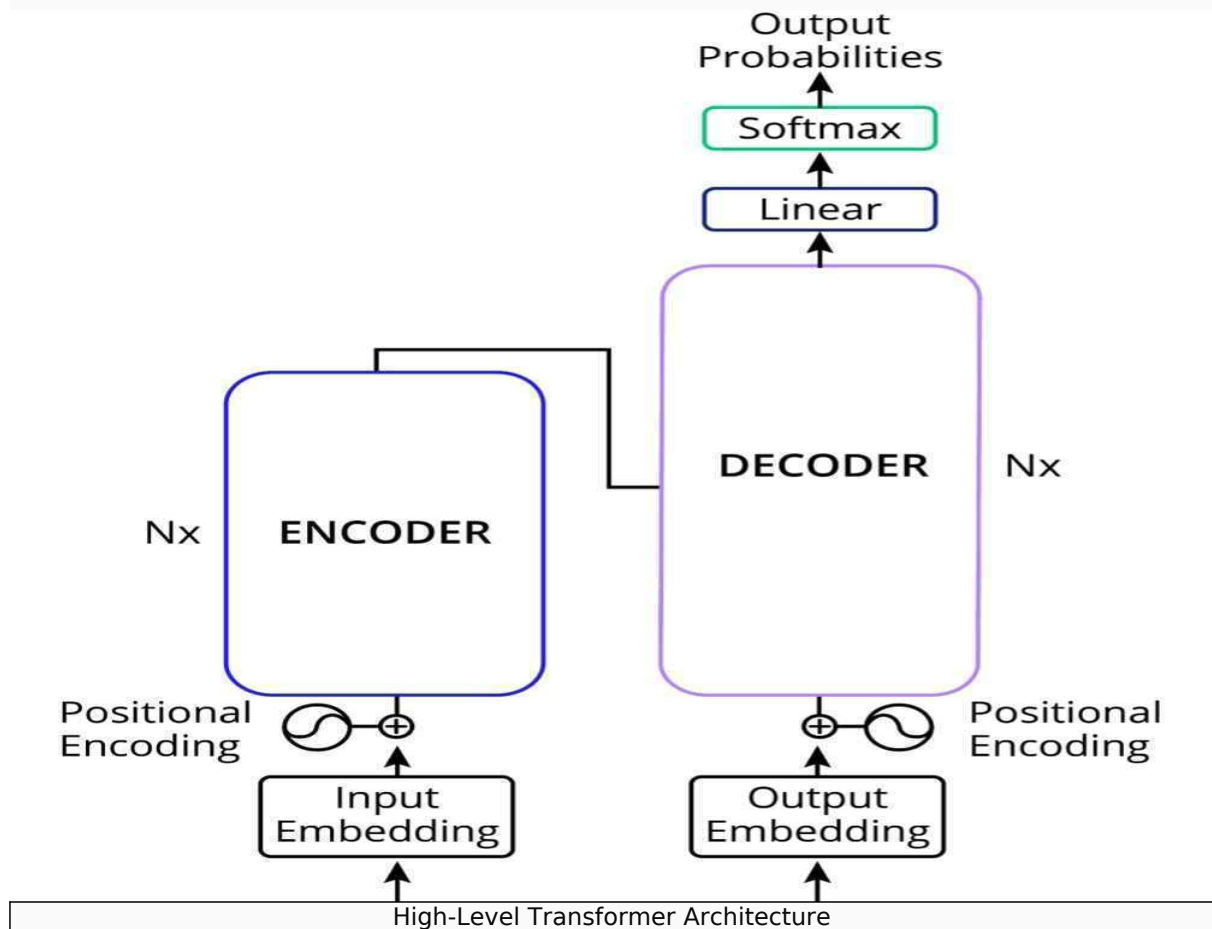 Output
Probabilities
Softmax
Linear
DECODER
Nx
Nx
ENCODER
Positional
Encoding
Positional
Encoding
Input
Embedding
Output
Embedding
High-Level Transformer Architecture